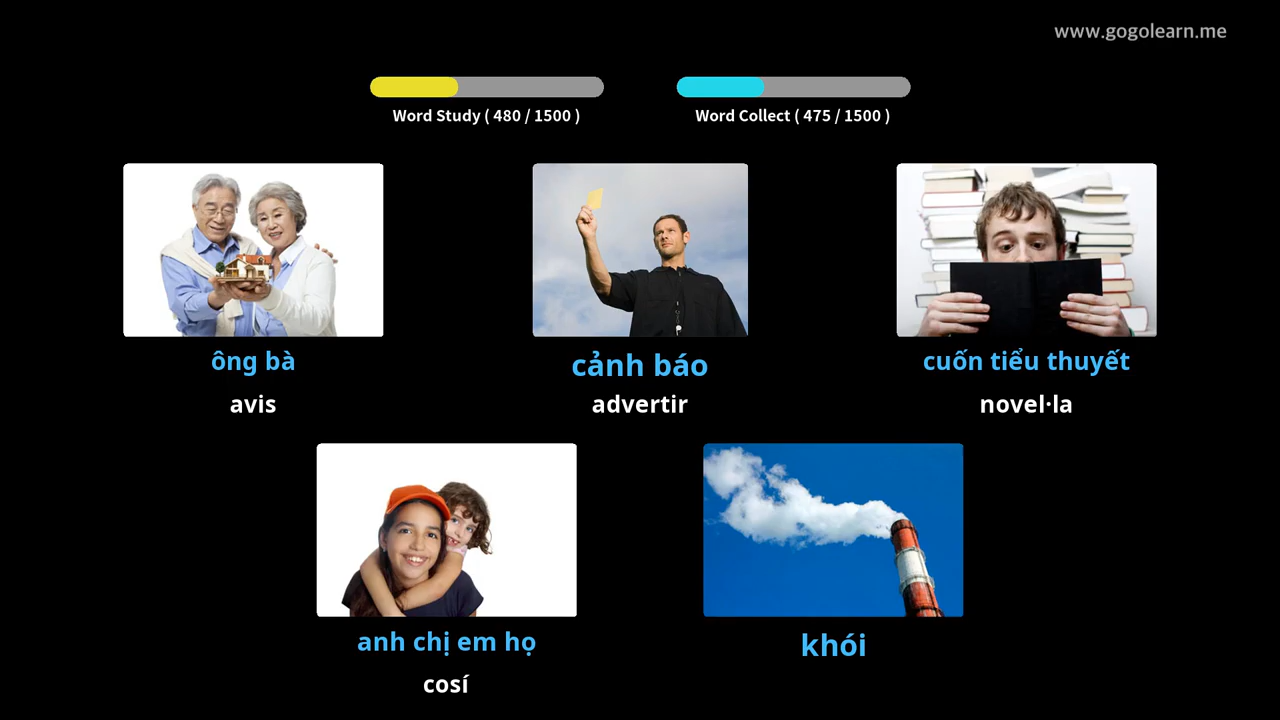 www.gogolearn.me
Word Study ( 480 / 1500 )
Word Collect ( 475 / 1500 )
ông bà
cảnh báo
cuốn tiểu thuyết
avis
advertir
novel·la
anh chị em họ
khói
cosí